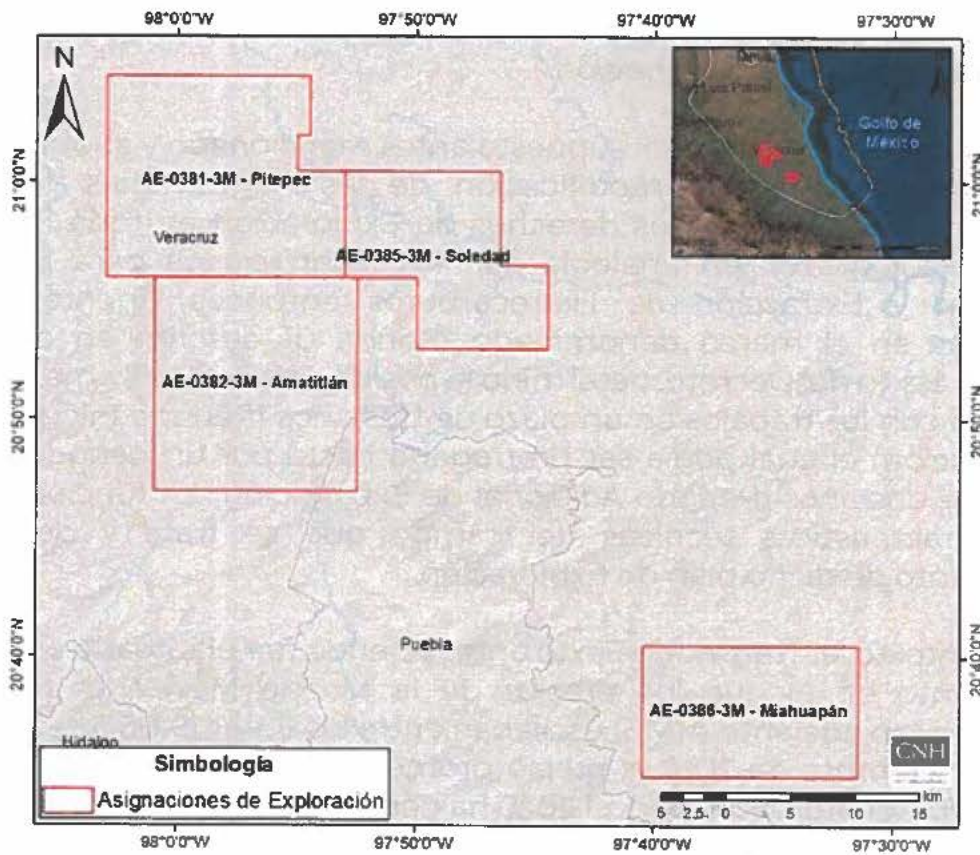 98°0'0"W 97°50'0"W 97°40'0"W 97°30'0"W
N
Golfo de
México
21°0'0"N
21°0'0"N
AE-0381-3M - Pitepec
Veracruz
AE-0385-3M - Soledad
AE-0382-3M - Amatitlán
20°50'0"N
20°50'0"N
Puebla
20°40'0"N
20°40'0"N
AE-0386-3M - Miahuapán
Hidalgo
Simbología
Asignaciones de Exploración
CNH
km
5 2.5 0 5 10 15
98°0'0"W 97°50'0"W 97°40'0"W 97°30'0"W